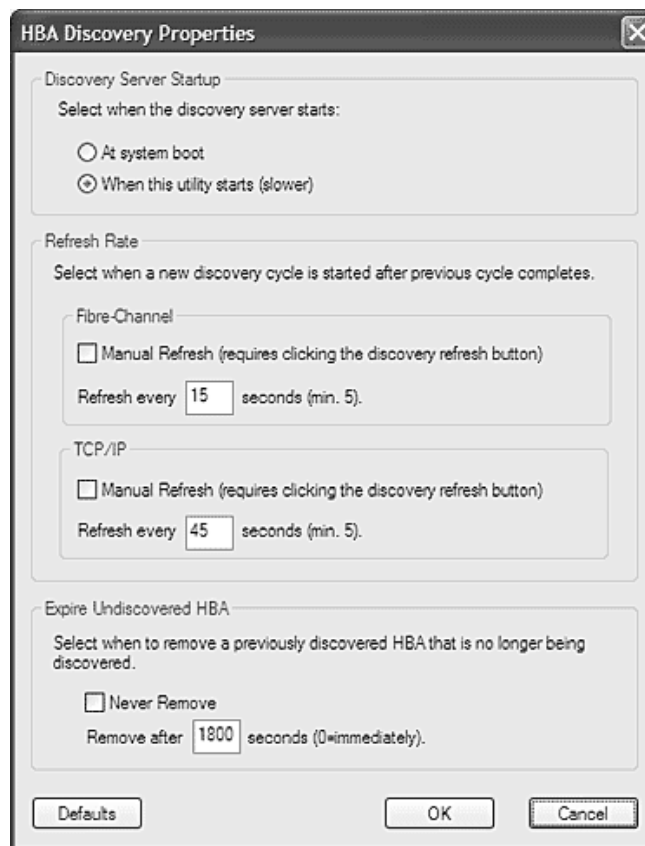 HBA Discovery Properties
Discovery Server Startup
Select when the discovery server starts:
At system boot
When this utility starts (slower)
Refresh Rate
Select when a new discovery cycle is started after previous cycle completes.
Fibre-Channel
Manual Refresh (requires clicking the discovery refresh button)
Refresh every 15 seconds (min. 5).
TCP/IP
Manual Refresh (requires clicking the discovery refresh button)
Refresh every 45 seconds (min. 5).
Expire Undiscovered HBA
Select when to remove a previously discovered HBA that is no longer being
discovered.
Never Remove
Remove after 1800 seconds (0=immediately).
Defaults OK Cancel